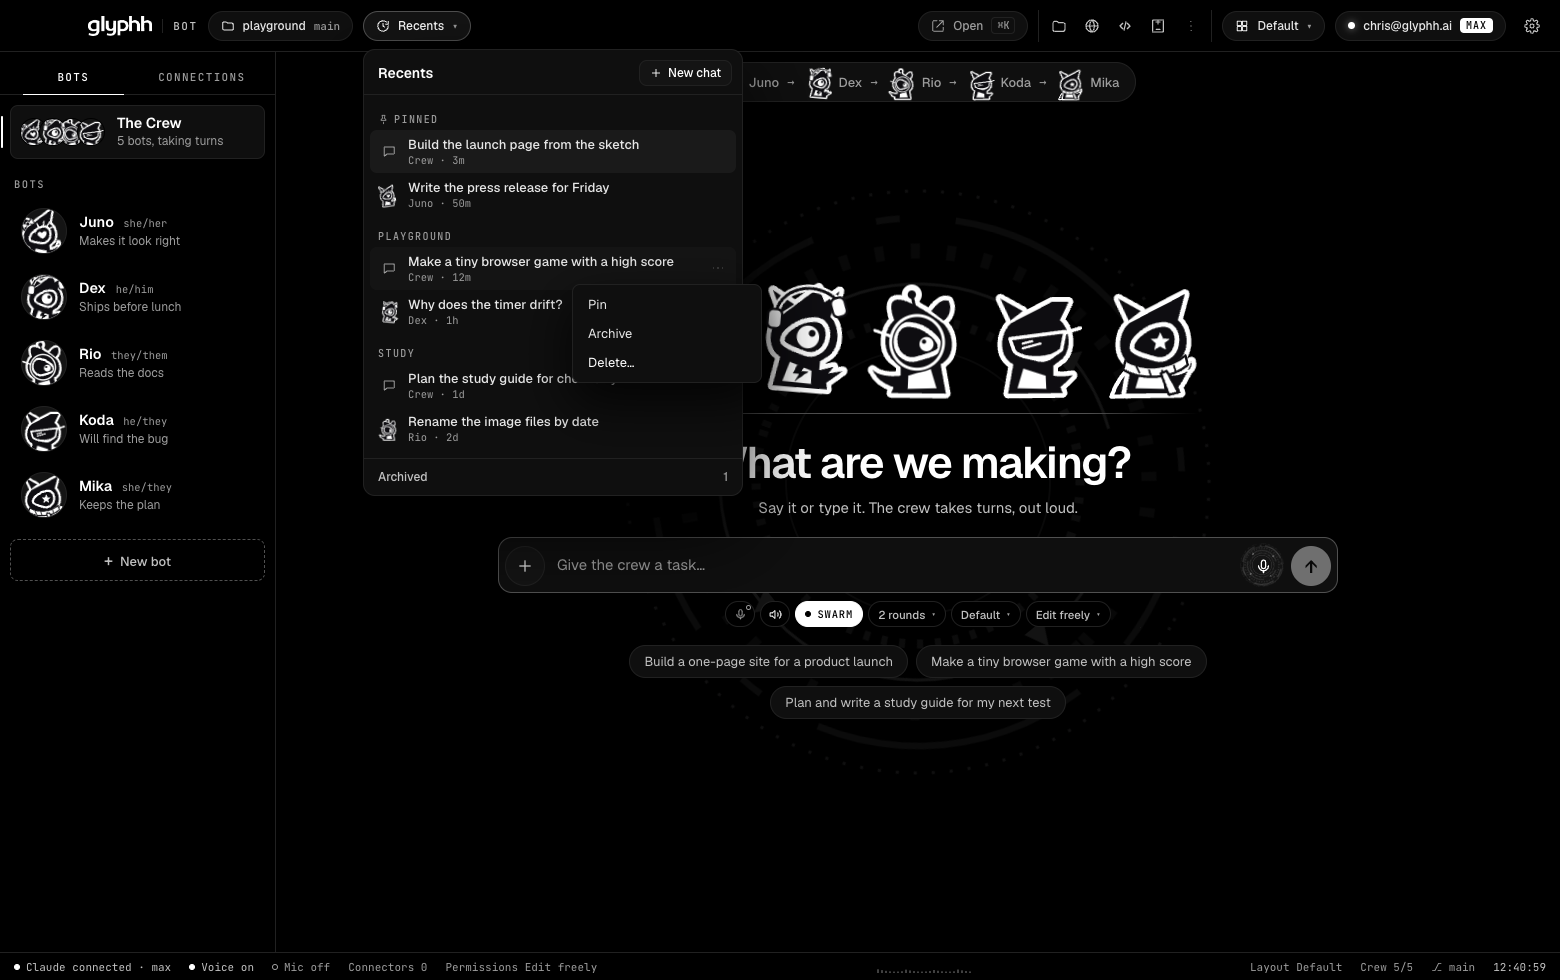 glyphh BOT playground main Recents Open ⌘K Default chris@glyphh.ai MAX
BOTS CONNECTIONS
The Crew
5 bots, taking turns
BOTS
Juno she/her
Makes it look right
Dex he/him
Ships before lunch
Rio they/them
Reads the docs
Koda he/they
Will find the bug
Mika she/they
Keeps the plan
+ New bot
Recents + New chat
PINNED
Build the launch page from the sketch
Crew · 3m
Write the press release for Friday
Juno · 50m
PLAYGROUND
Make a tiny browser game with a high score
Crew · 12m
Why does the timer drift?
Dex · 1h
STUDY
Plan the study guide for
Crew · 1d
Rename the image files by date
Rio · 2d
Archived 1
Pin
Archive
Delete...
Juno → Dex → Rio → Koda → Mika
What are we making?
Say it or type it. The crew takes turns, out loud.
Give the crew a task...
SWARM 2 rounds Default Edit freely
Build a one-page site for a product launch
Make a tiny browser game with a high score
Plan and write a study guide for my next test
Claude connected · max Voice on Mic off Connectors 0 Permissions Edit freely Layout Default Crew 5/5 main 12:40:59